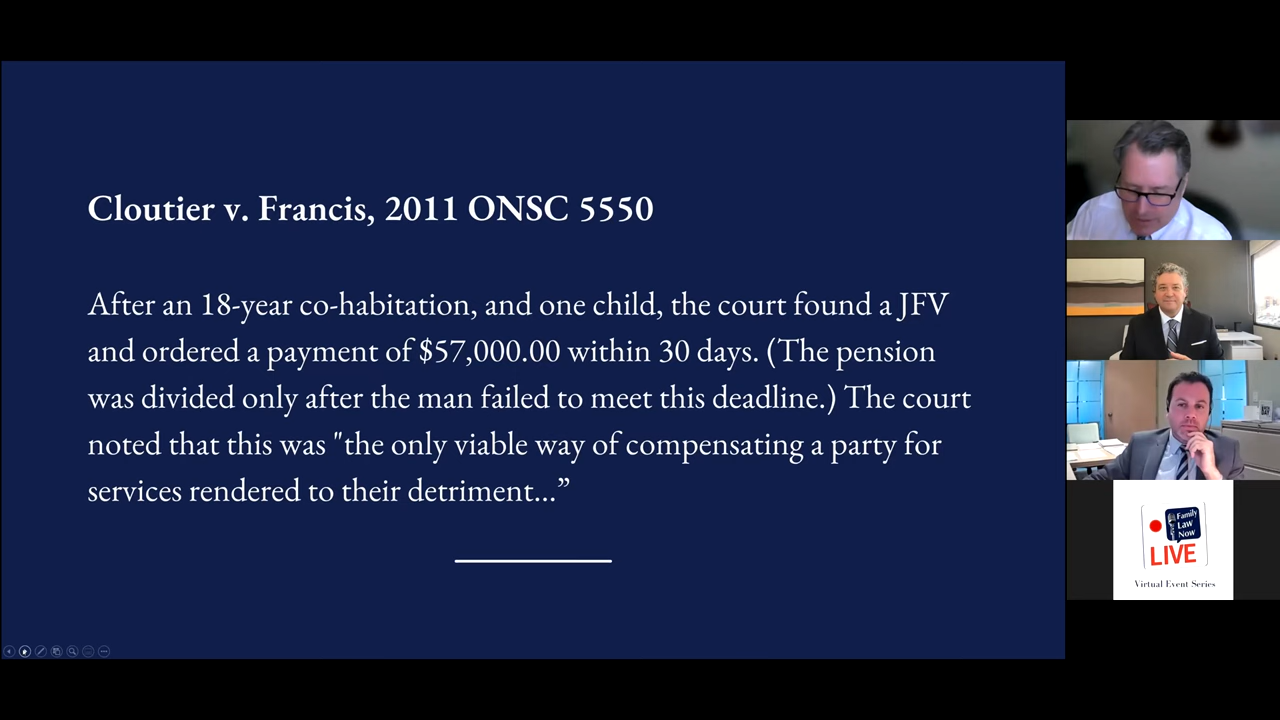 Cloutier v. Francis, 2011 ONSC 5550
After an 18-year co-habitation, and one child, the court found a JFV
and ordered a payment of $57,000.00 within 30 days. (The pension
was divided only after the man failed to meet this deadline.) The court
noted that this was "the only viable way of compensating a party for
services rendered to their detriment...”
Family
Law
Now
LIVE
Virtual Event Series